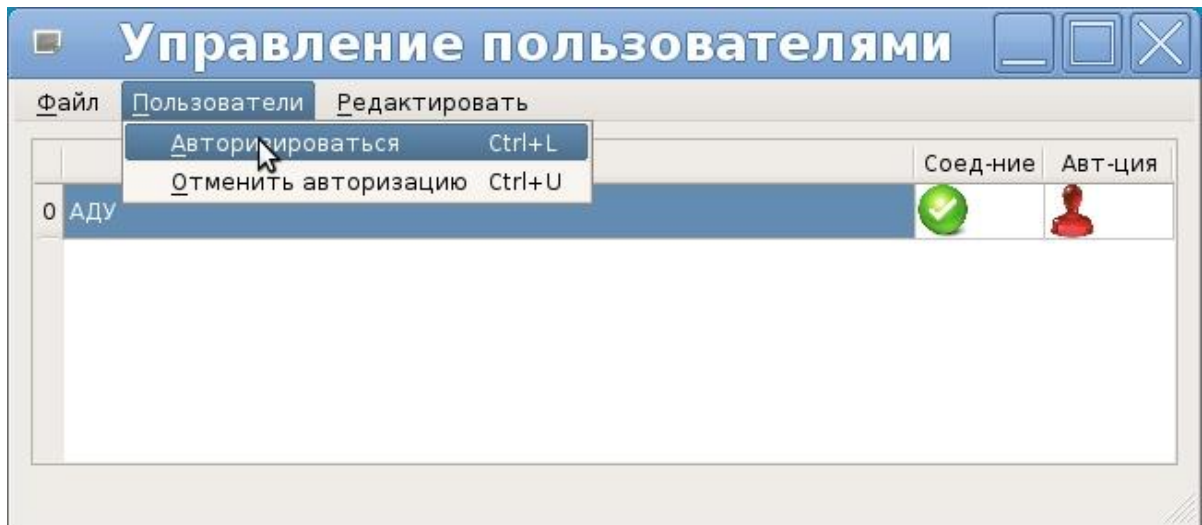 Управление пользователями
Файл Пользователи Редактировать
Авторизироваться Ctrl+L
Отменить авторизацию Ctrl+U
Соед-ние Авт-ция
0 АДУ